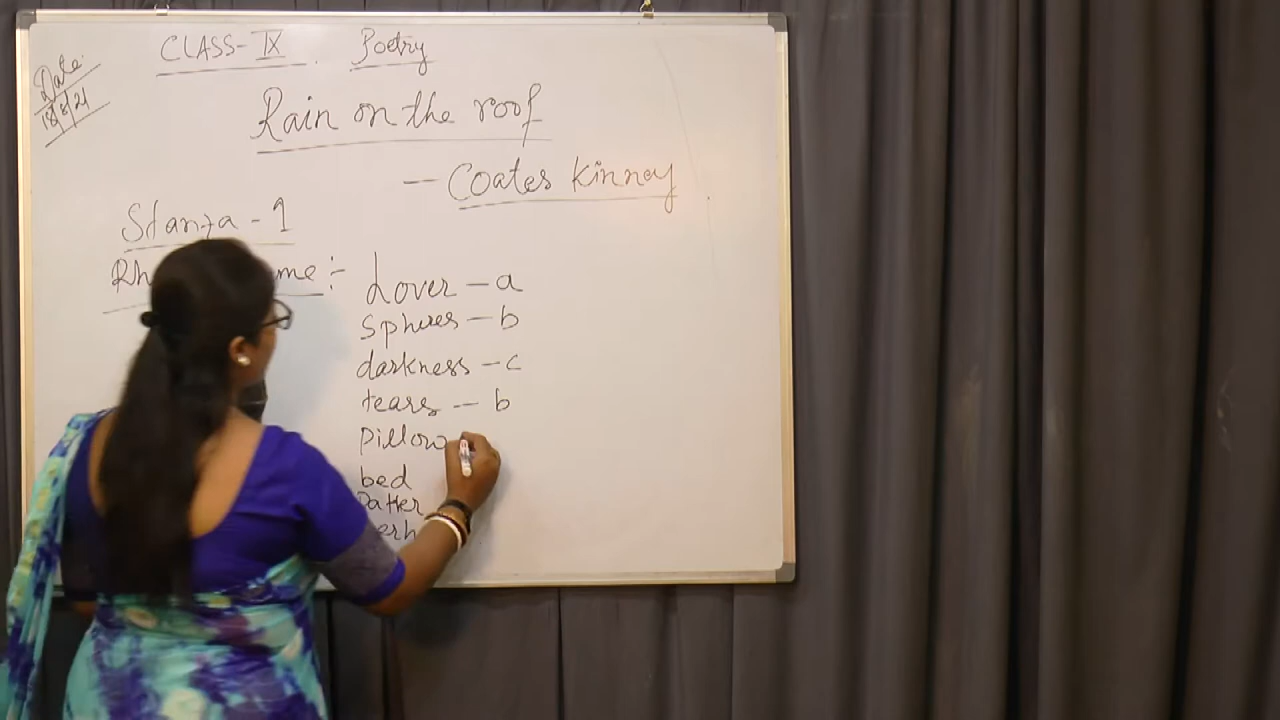 Date:
18/8/21
CLASS-IX Poetry
Rain on the roof
- Coates Kinney
Stanza - 1
:-
Lover - a
Spheres - b
darkness - c
tears - b
Pillow
bed
Patter